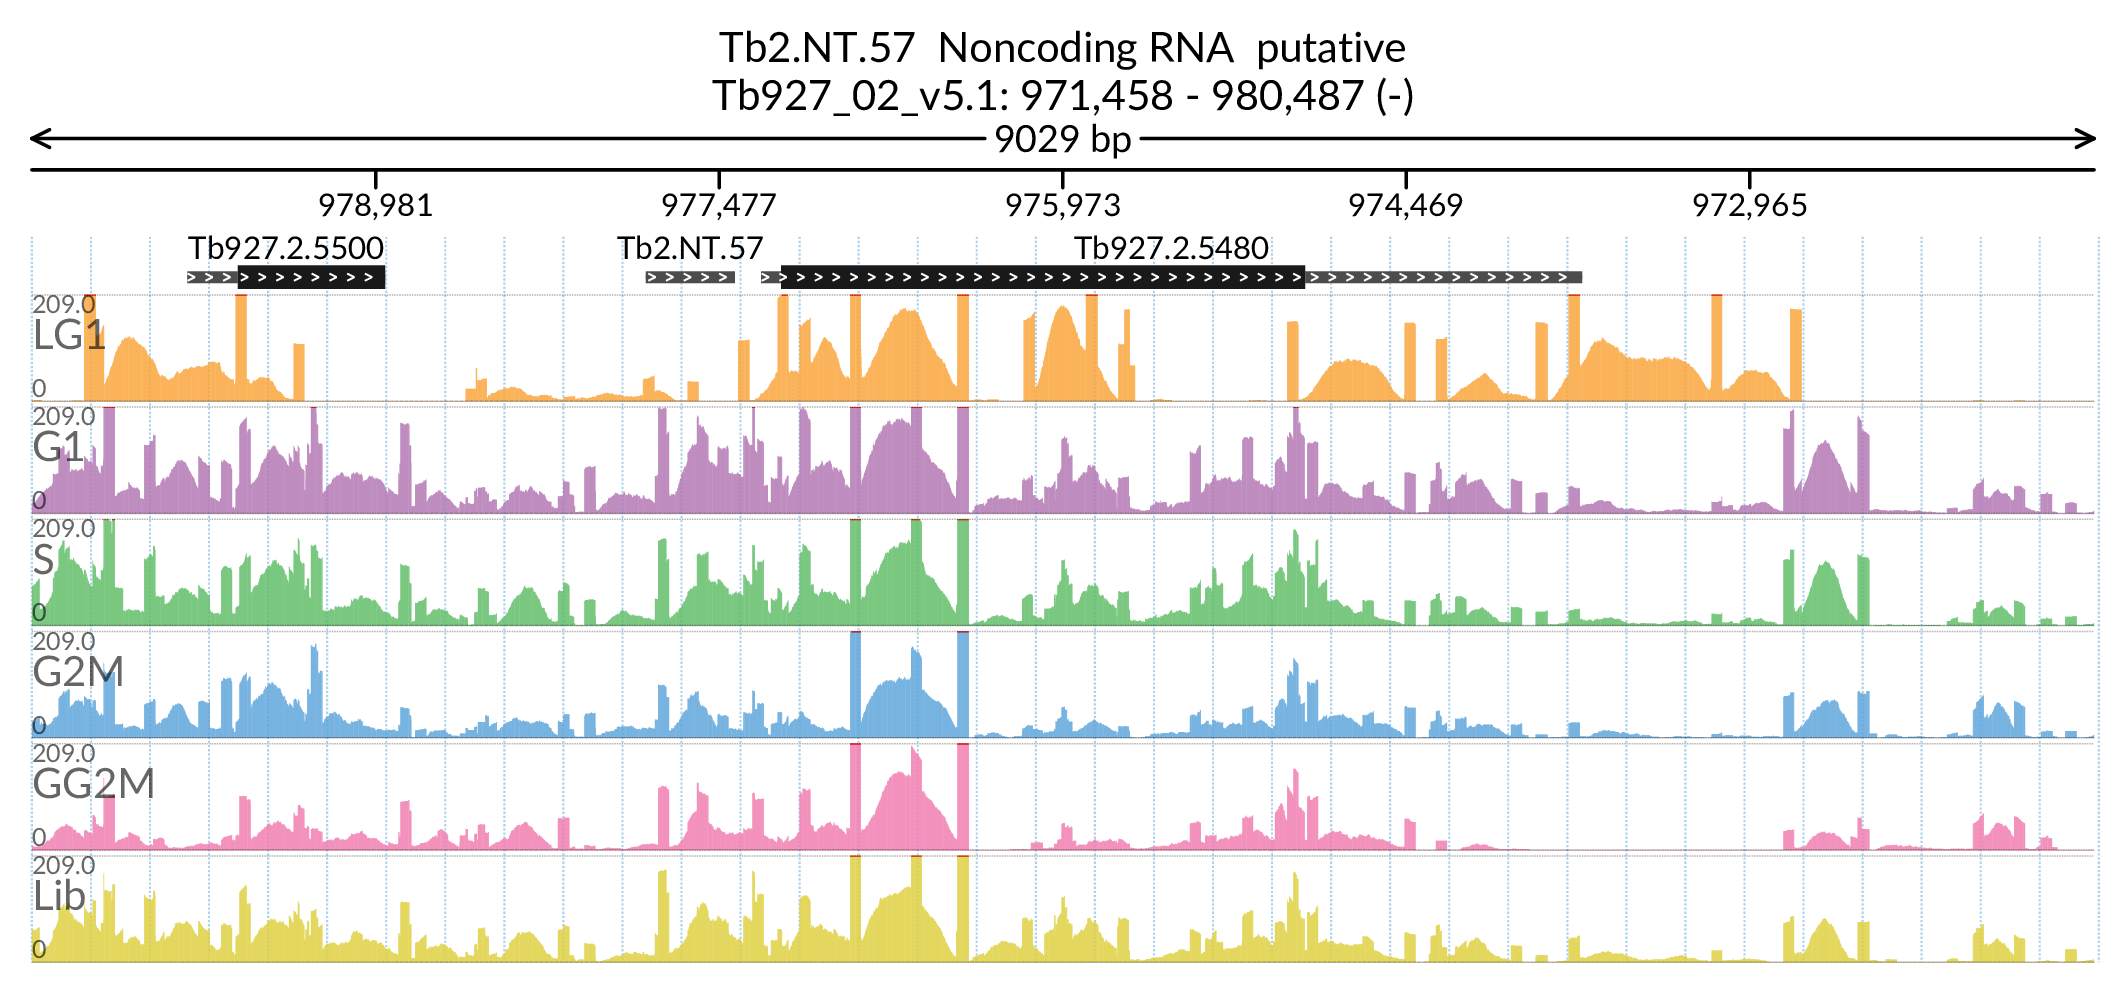 Tb2.NT.57 Noncoding RNA putative
Tb927_02_v5.1: 971,458 - 980,487 (-)
9029 bp
978,981 977,477 975,973 974,469 972,965
Tb927.2.5500 Tb2.NT.57 Tb927.2.5480
209.0
LG1
0
209.0
G1
0
209.0
S
0
209.0
G2M
0
209.0
GG2M
0
209.0
Lib
0